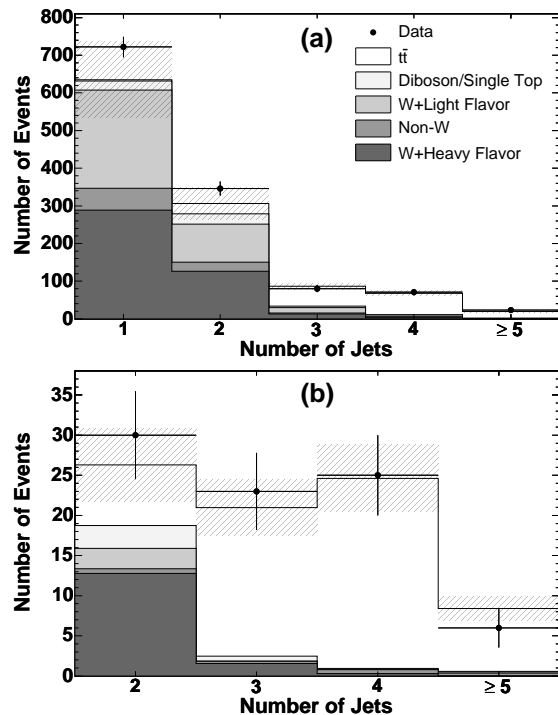 (a)
Data
tt̄
Diboson/Single Top
W+Light Flavor
Non-W
W+Heavy Flavor
Number of Events
800
700
600
500
400
300
200
100
0
1 2 3 4 ≥ 5
Number of Jets
(b)
Number of Events
35
30
25
20
15
10
5
0
2 3 4 ≥ 5
Number of Jets